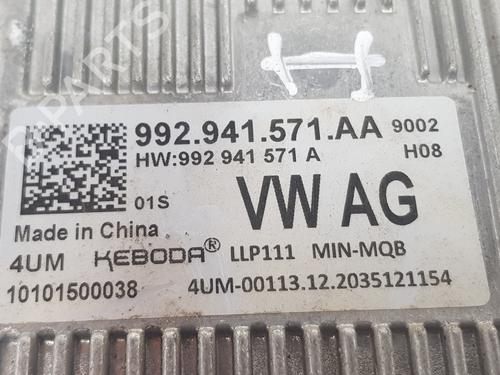 B-PARTS
992.941.571.AA 9002
HW:992 941 571 A H08
01S VW AG
Made in China
4UM KEBODA® LLP111 MIN-MQB
10101500038 4UM-00113.12.2035121154